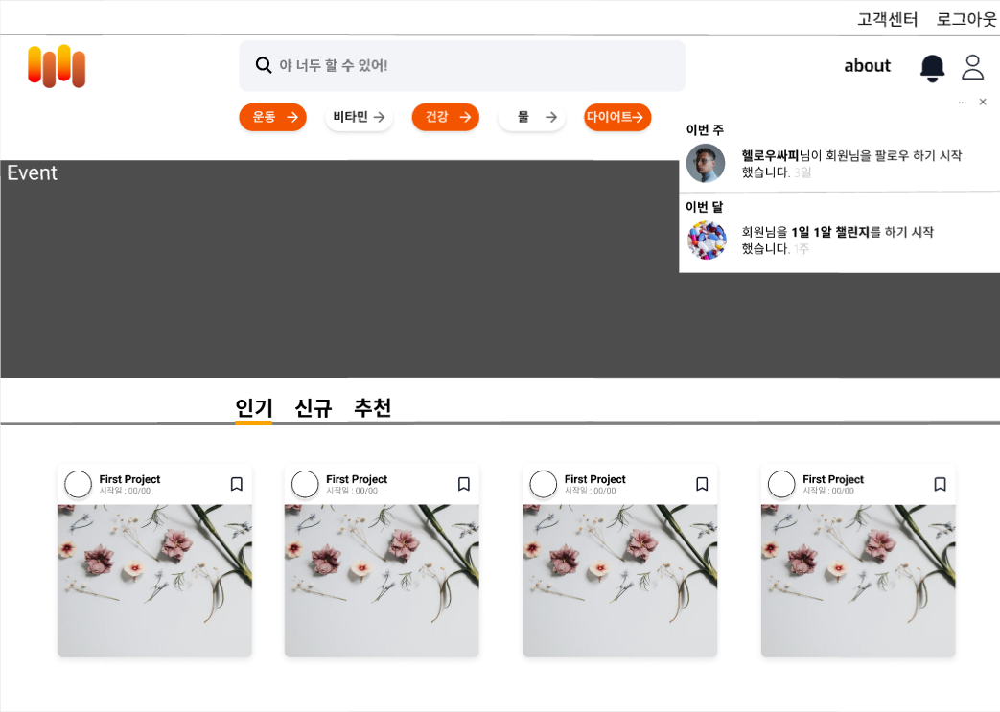 고객센터 로그아웃
야 너두 할 수 있어!
about
운동
비타민
건강
물
다이어트
... ×
이번 주
헬로우싸피님이 회원님을 팔로우 하기 시작
했습니다. 3일
이번 달
회원님을 1일 1알 챌린지를 하기 시작
했습니다. 1주
Event
인기 신규 추천
First Project
시작일 : 00/00
First Project
시작일 : 00/00
First Project
시작일 : 00/00
First Project
시작일 : 00/00